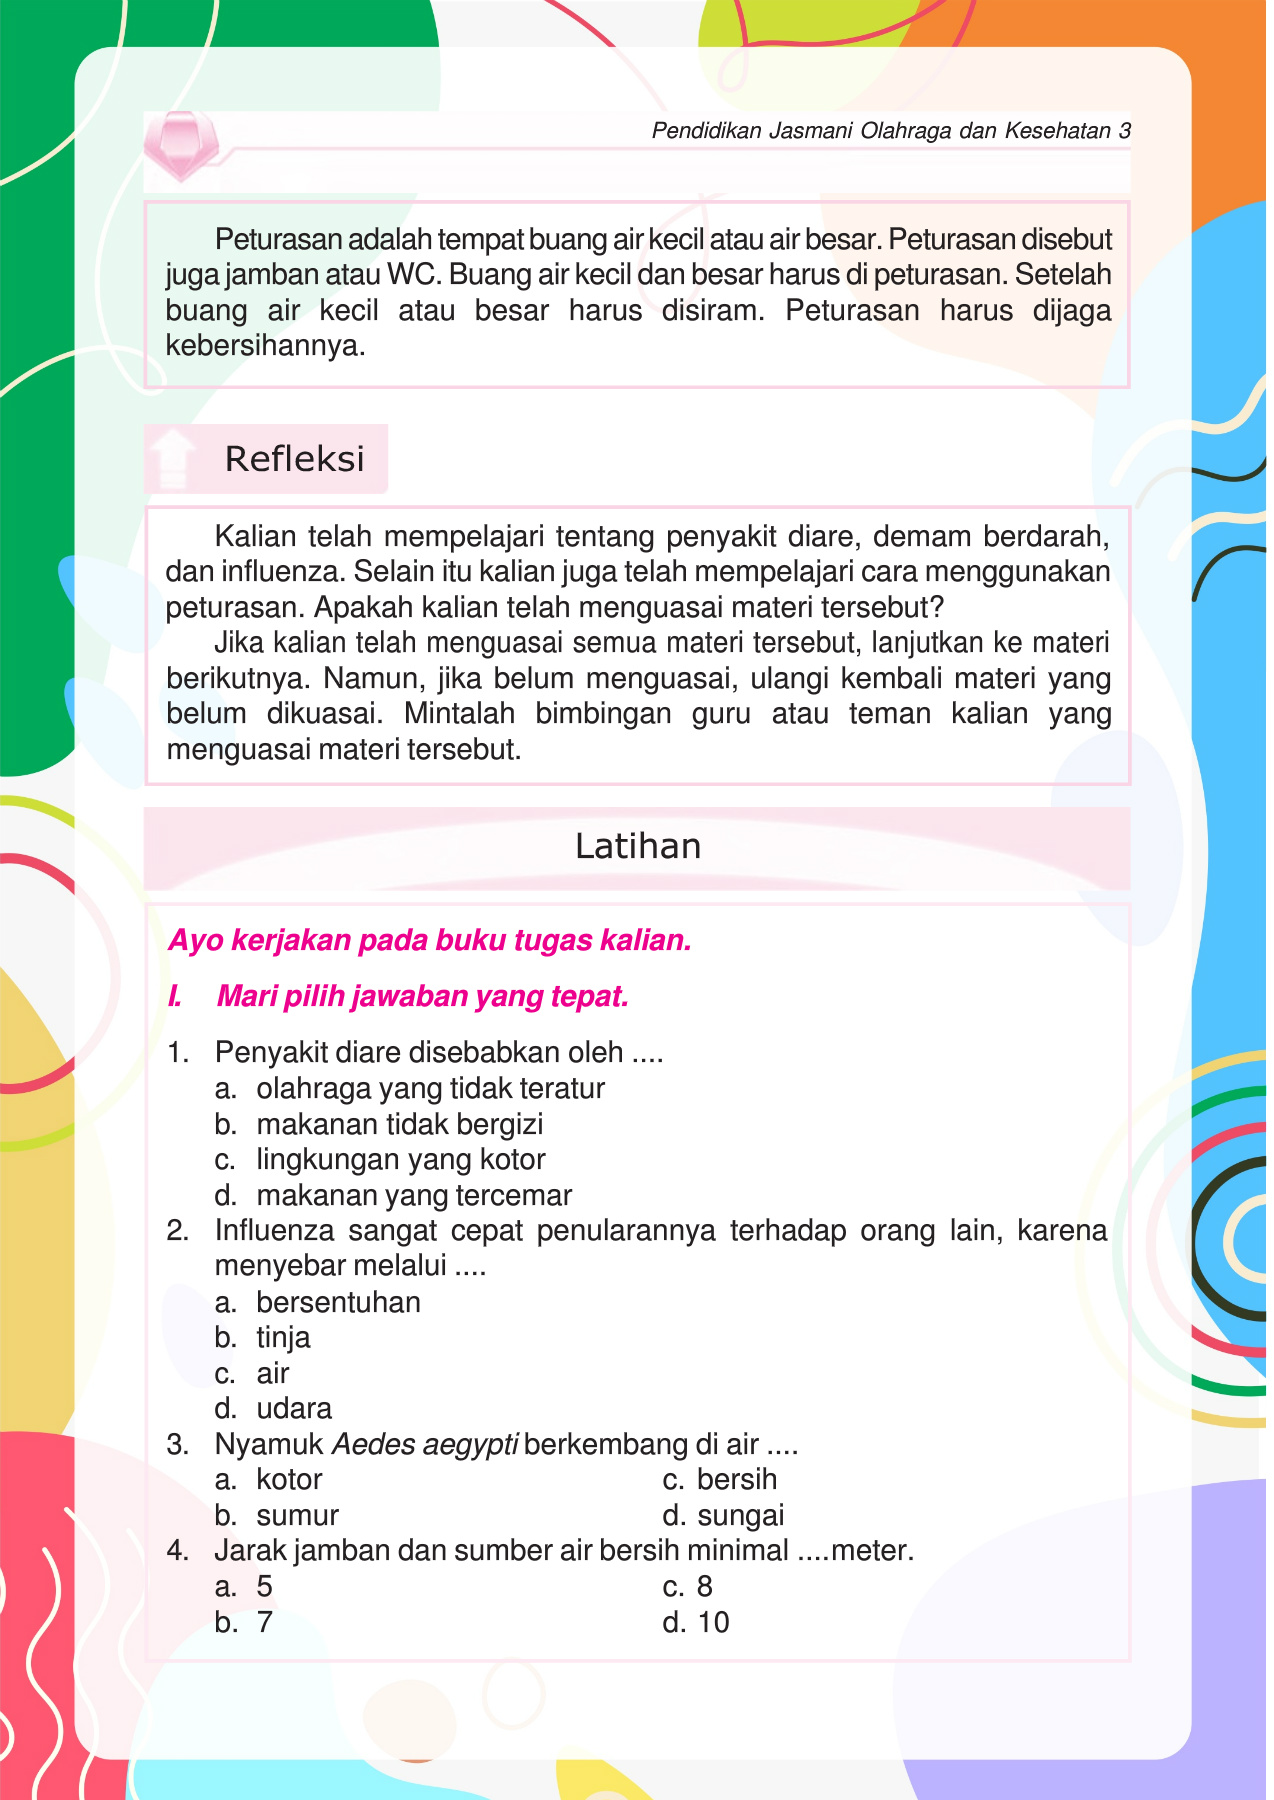 Pendidikan Jasmani Olahraga dan Kesehatan 3
Peturasan adalah tempat buang air kecil atau air besar. Peturasan disebut
juga jamban atau WC. Buang air kecil dan besar harus di peturasan. Setelah
buang air kecil atau besar harus disiram. Peturasan harus dijaga
kebersihannya.
Refleksi
Kalian telah mempelajari tentang penyakit diare, demam berdarah,
dan influenza. Selain itu kalian juga telah mempelajari cara menggunakan
peturasan. Apakah kalian telah menguasai materi tersebut?
Jika kalian telah menguasai semua materi tersebut, lanjutkan ke materi
berikutnya. Namun, jika belum menguasai, ulangi kembali materi yang
belum dikuasai. Mintalah bimbingan guru atau teman kalian yang
menguasai materi tersebut.
Latihan
Ayo kerjakan pada buku tugas kalian.
I. Mari pilih jawaban yang tepat.
1. Penyakit diare disebabkan oleh ....
a. olahraga yang tidak teratur
b. makanan tidak bergizi
c. lingkungan yang kotor
d. makanan yang tercemar
2. Influenza sangat cepat penularannya terhadap orang lain, karena
menyebar melalui ....
a. bersentuhan
b. tinja
c. air
d. udara
3. Nyamuk Aedes aegypti berkembang di air ....
a. kotor c. bersih
b. sumur d. sungai
4. Jarak jamban dan sumber air bersih minimal ....meter.
a. 5 c. 8
b. 7 d. 10